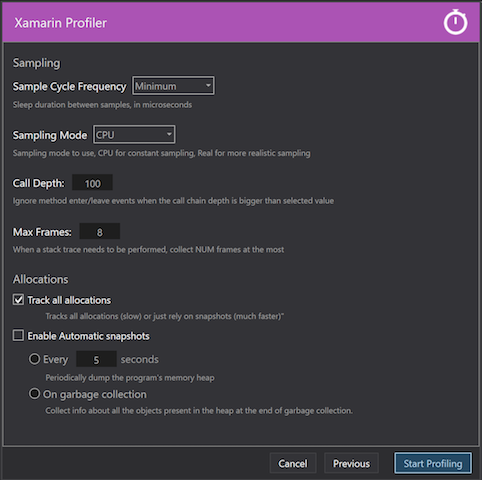 Xamarin Profiler
Sampling
Sample Cycle Frequency Minimum
Sleep duration between samples, in microseconds
Sampling Mode CPU
Sampling mode to use, CPU for constant sampling, Real for more realistic sampling
Call Depth: 100
Ignore method enter/leave events when the call chain depth is bigger than selected value
Max Frames: 8
When a stack trace needs to be performed, collect NUM frames at the most
Allocations
Track all allocations
Tracks all allocations (slow) or just rely on snapshots (much faster)"
Enable Automatic snapshots
Every 5 seconds
Periodically dump the program's memory heap
On garbage collection
Collect info about all the objects present in the heap at the end of garbage collection.
Cancel Previous Start Profiling